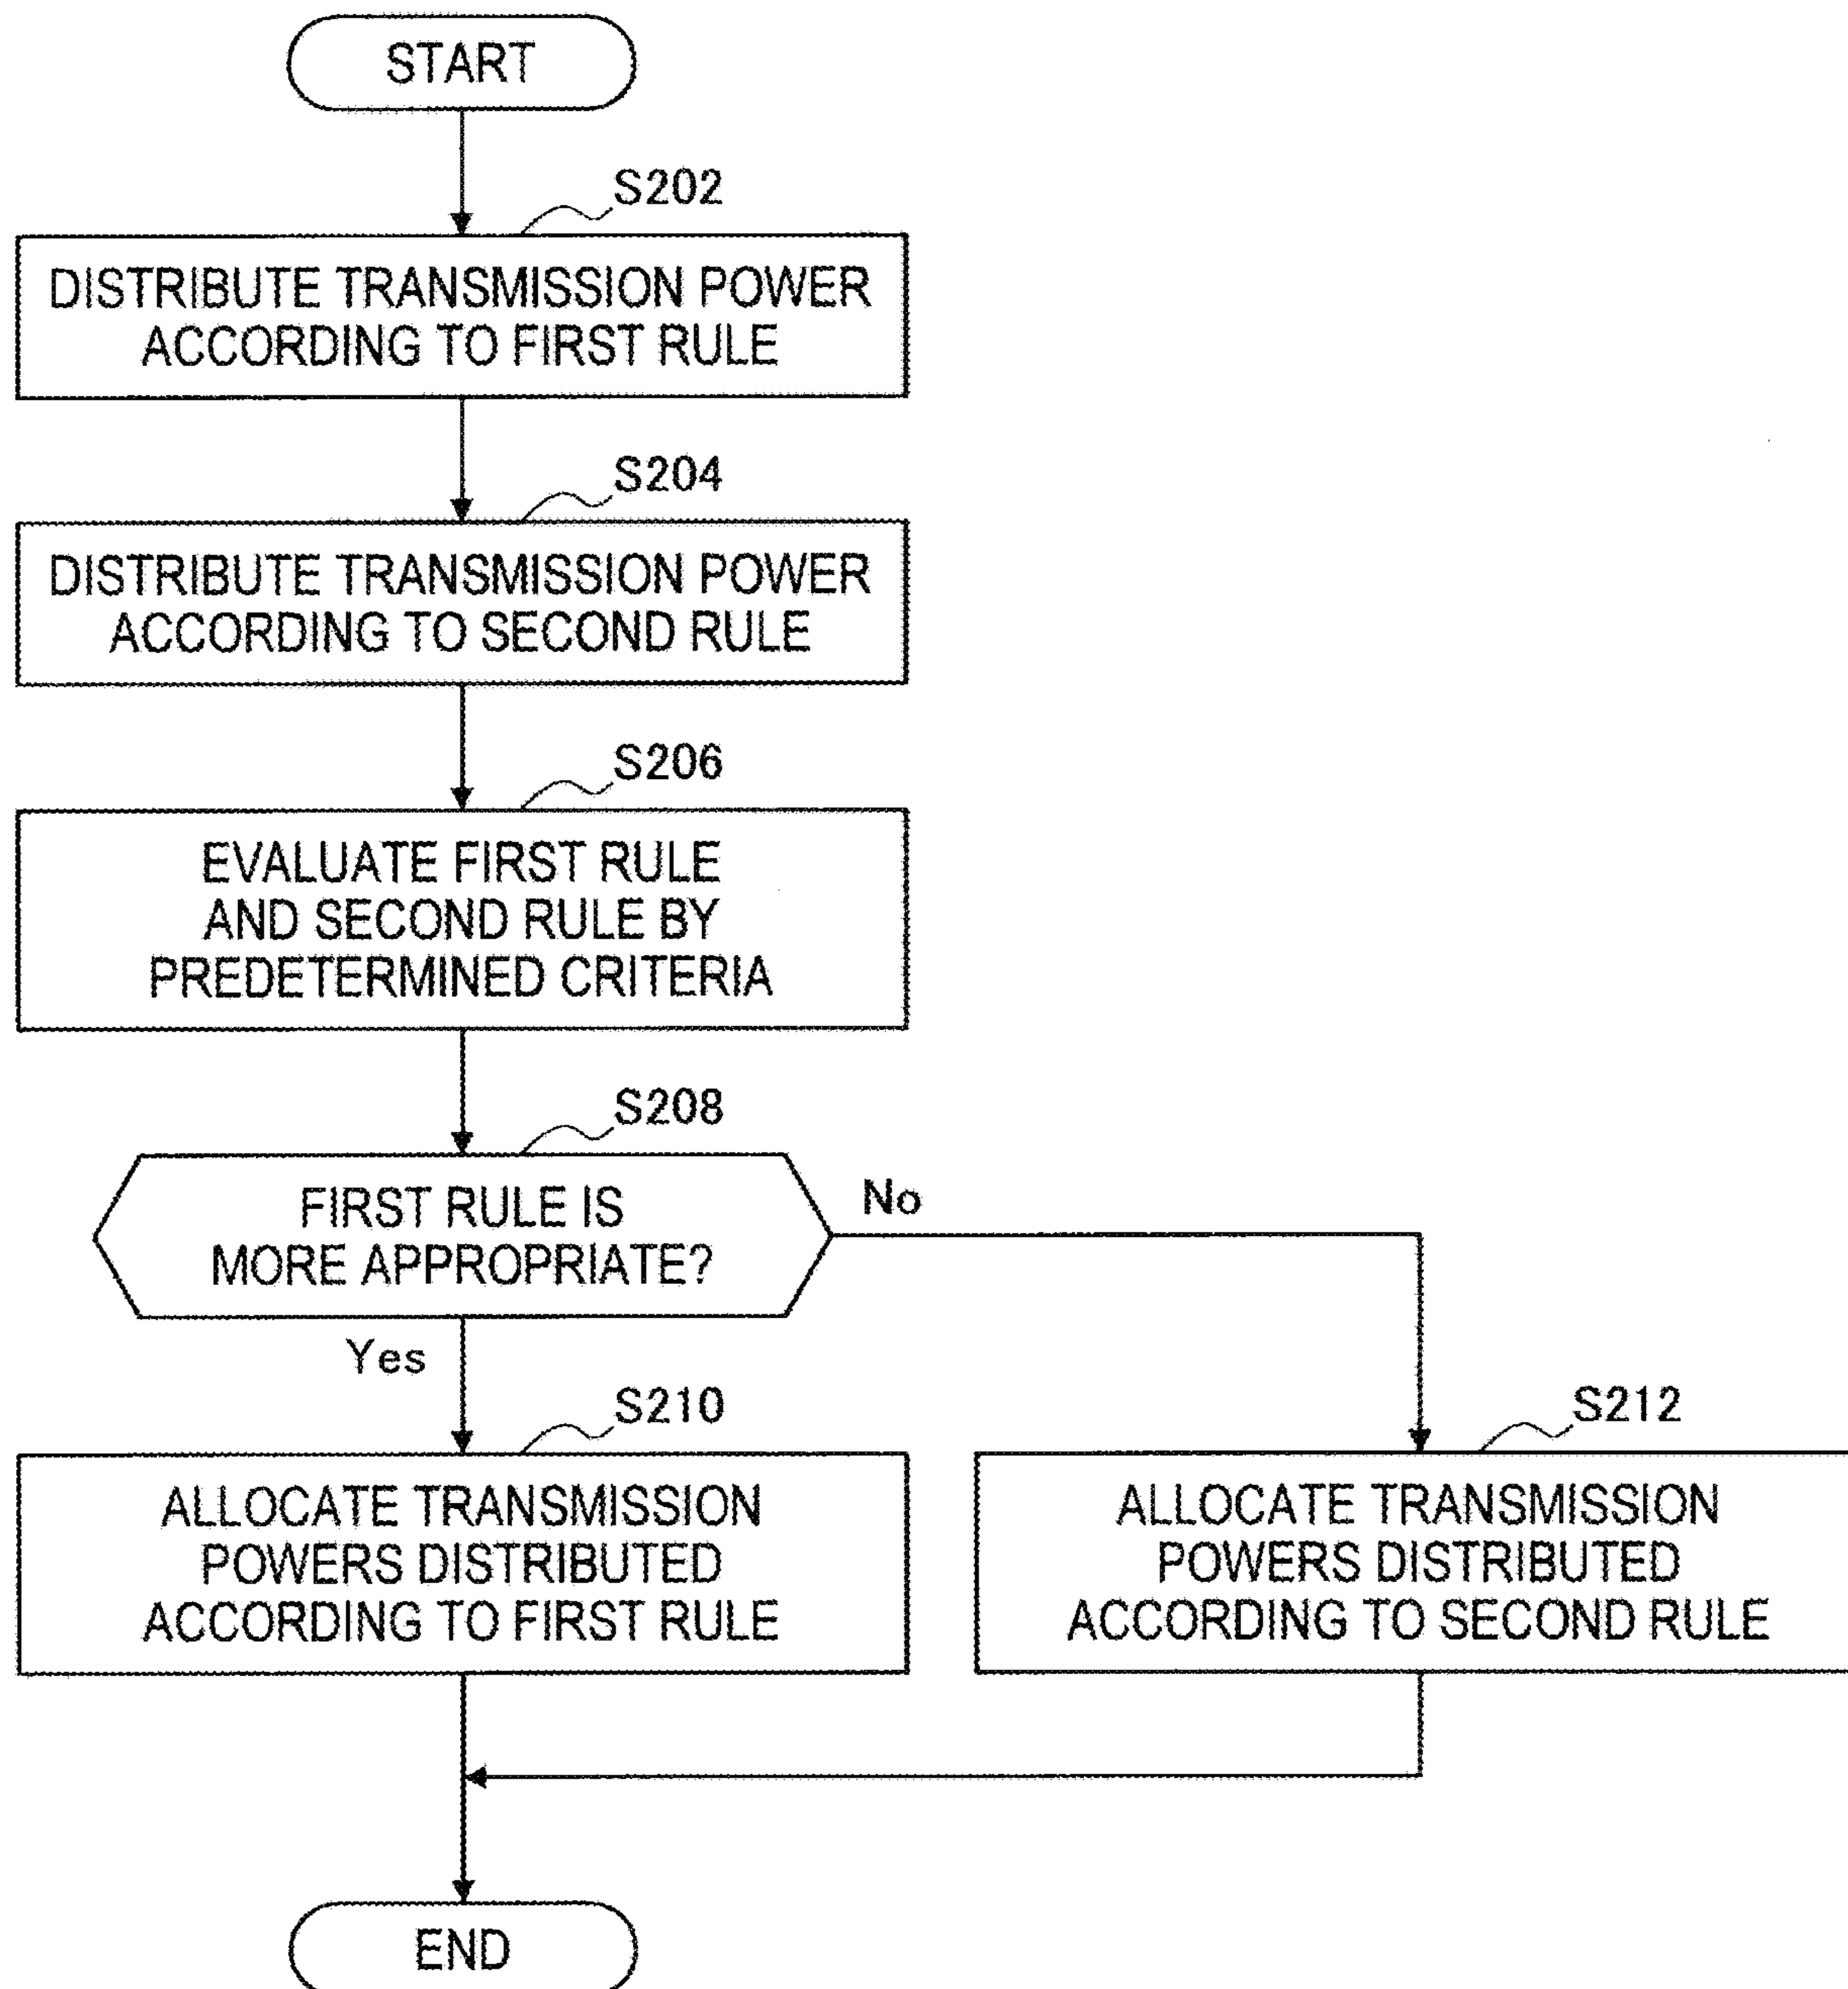 START
S202
DISTRIBUTE TRANSMISSION POWER
ACCORDING TO FIRST RULE
S204
DISTRIBUTE TRANSMISSION POWER
ACCORDING TO SECOND RULE
S206
EVALUATE FIRST RULE
AND SECOND RULE BY
PREDETERMINED CRITERIA
S208
FIRST RULE IS
MORE APPROPRIATE?
No
Yes
S210
ALLOCATE TRANSMISSION
POWERS DISTRIBUTED
ACCORDING TO FIRST RULE
S212
ALLOCATE TRANSMISSION
POWERS DISTRIBUTED
ACCORDING TO SECOND RULE
END